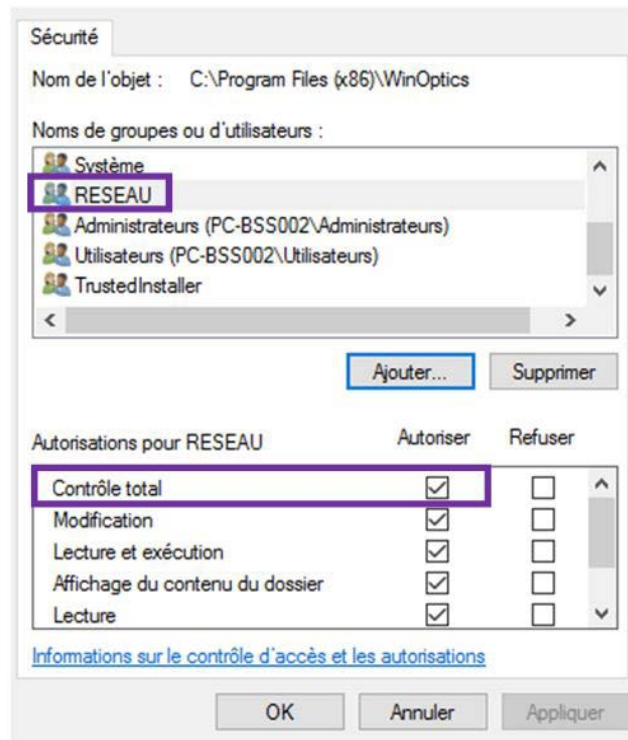 Sécurité
Nom de l'objet : C:\Program Files (x86)\WinOptics
Noms de groupes ou d'utilisateurs :
Système
RESEAU
Administrateurs (PC-BSS002\Administrateurs)
Utilisateurs (PC-BSS002\Utilisateurs)
TrustedInstaller
Ajouter... Supprimer
Autorisations pour RESEAU Autoriser Refuser
Contrôle total
Modification
Lecture et exécution
Affichage du contenu du dossier
Lecture
Informations sur le contrôle d'accès et les autorisations
OK Annuler Appliquer